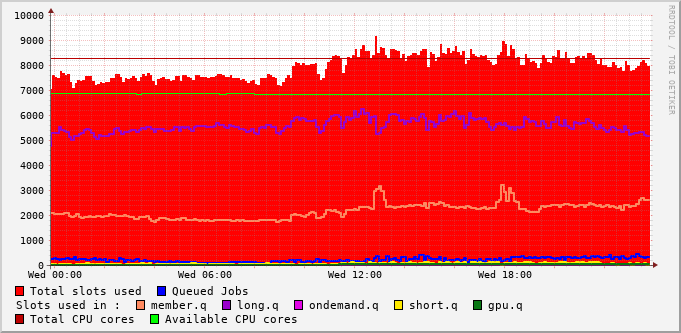 10000
9000
8000
7000
6000
5000
4000
3000
2000
1000
0
Wed 00:00 Wed 06:00 Wed 12:00 Wed 18:00
Total slots used Queued Jobs
Slots used in : member.q long.q ondemand.q short.q gpu.q
Total CPU cores Available CPU cores
RRDTOOL / TOBI OETIKER